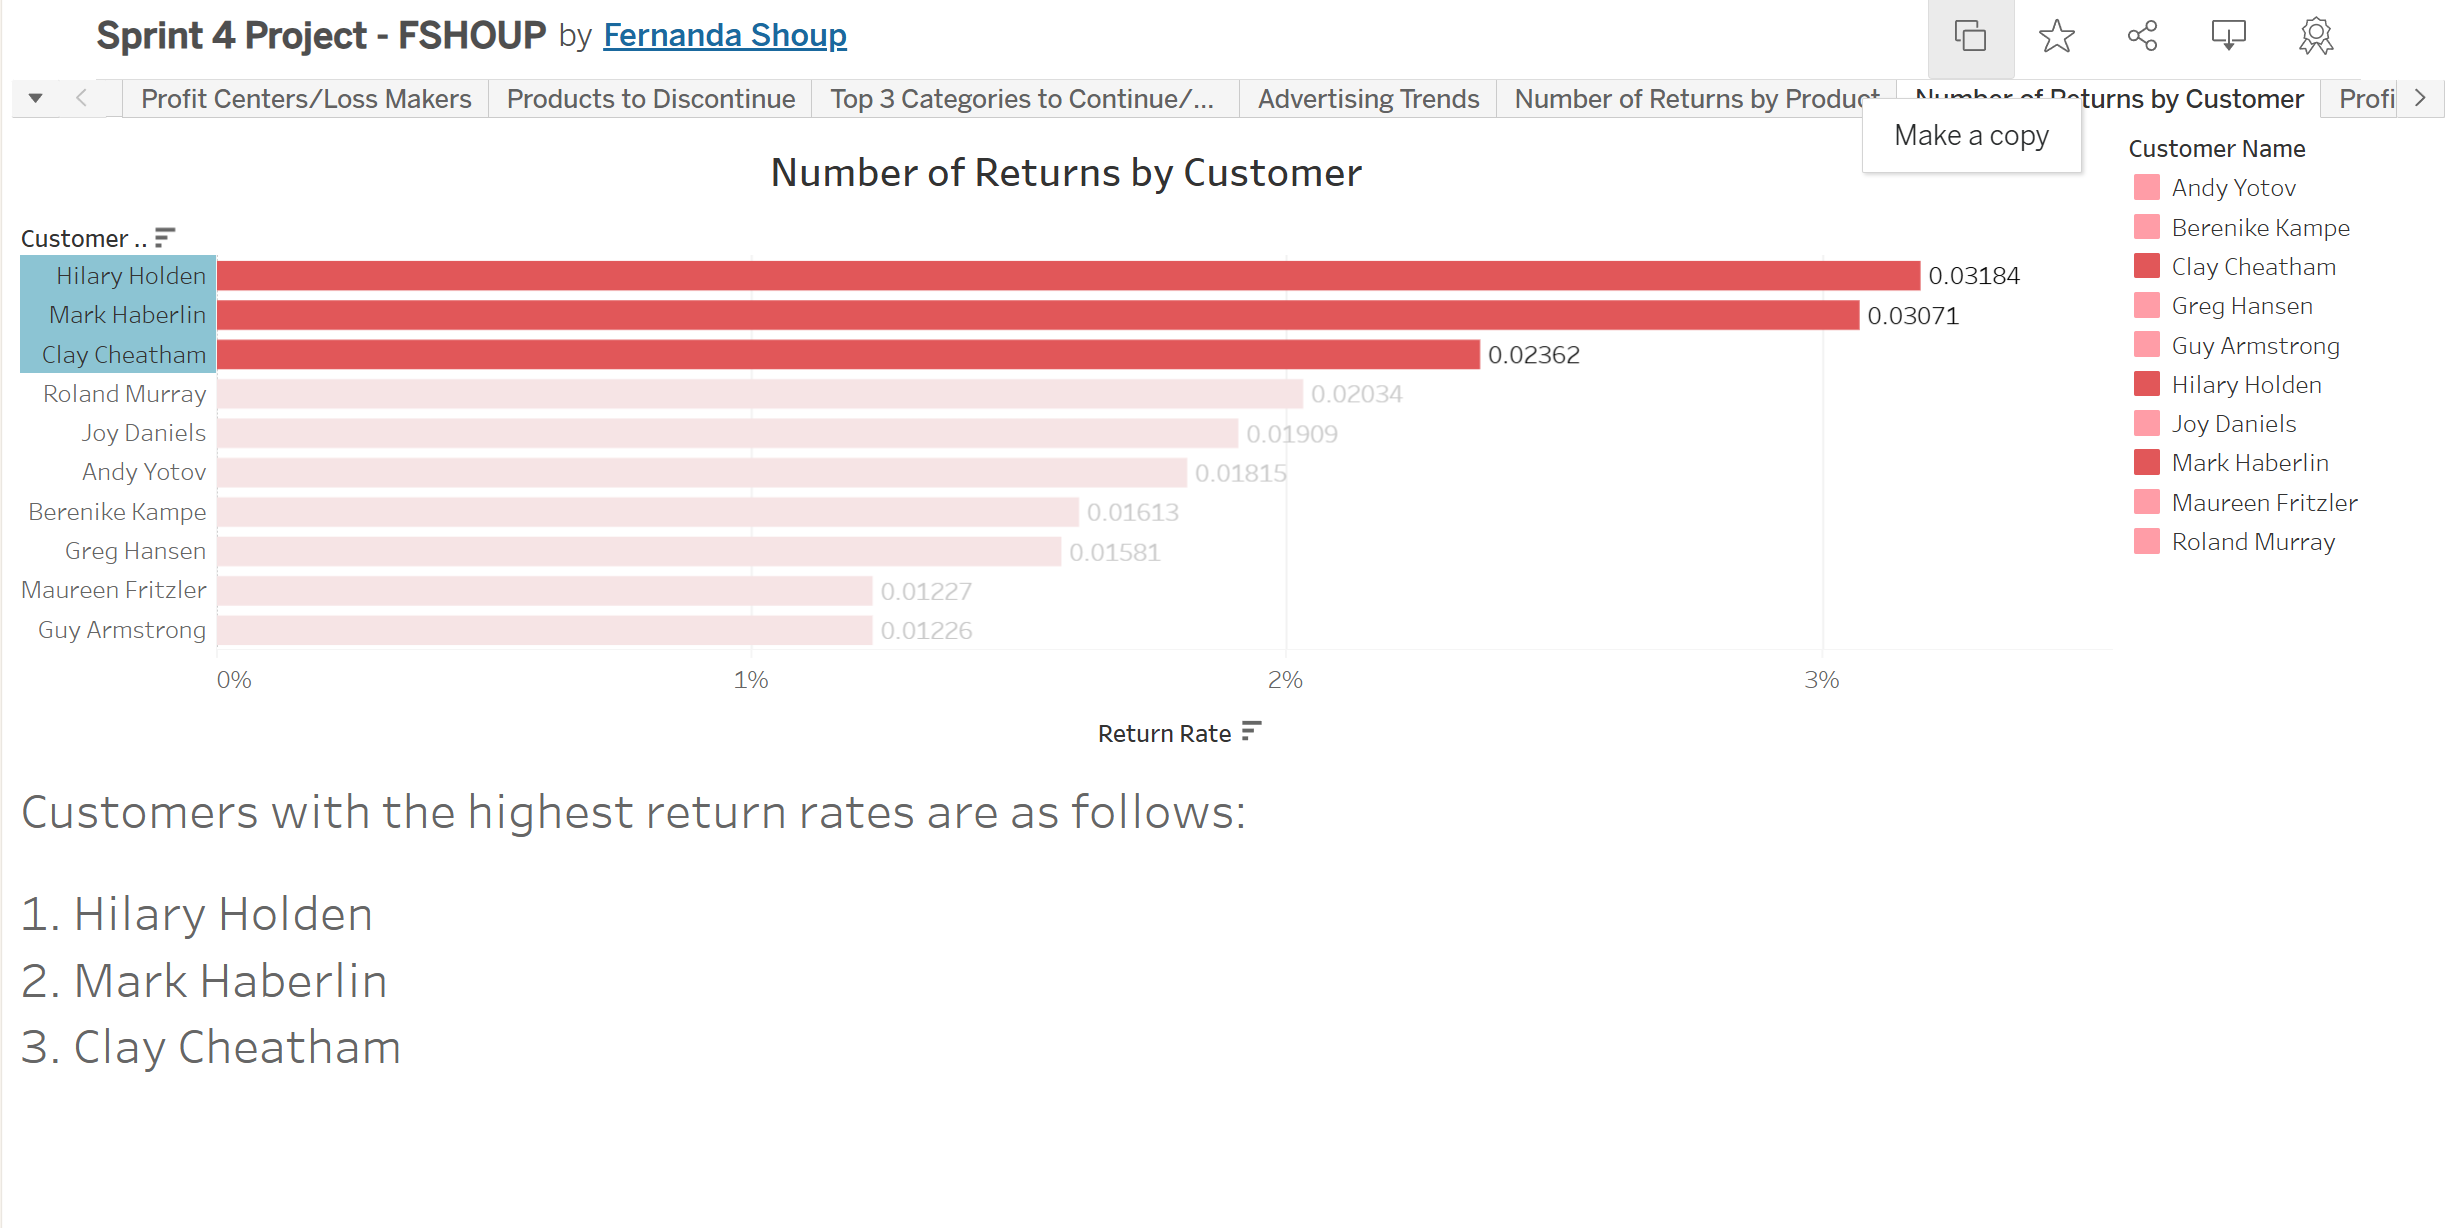 Sprint 4 Project - FSHOUP by Fernanda Shoup
Profit Centers/Loss Makers Products to Discontinue Top 3 Categories to Continue/... Advertising Trends Number of Returns by Product Number of Returns by Customer Profi
Make a copy
Number of Returns by Customer
Customer ..
Hilary Holden 0.03184
Mark Haberlin 0.03071
Clay Cheatham 0.02362
Roland Murray 0.02034
Joy Daniels 0.01909
Andy Yotov 0.01815
Berenike Kampe 0.01613
Greg Hansen 0.01581
Maureen Fritzler 0.01227
Guy Armstrong 0.01226
0% 1% 2% 3%
Return Rate
Customer Name
Andy Yotov
Berenike Kampe
Clay Cheatham
Greg Hansen
Guy Armstrong
Hilary Holden
Joy Daniels
Mark Haberlin
Maureen Fritzler
Roland Murray
Customers with the highest return rates are as follows:
1. Hilary Holden
2. Mark Haberlin
3. Clay Cheatham